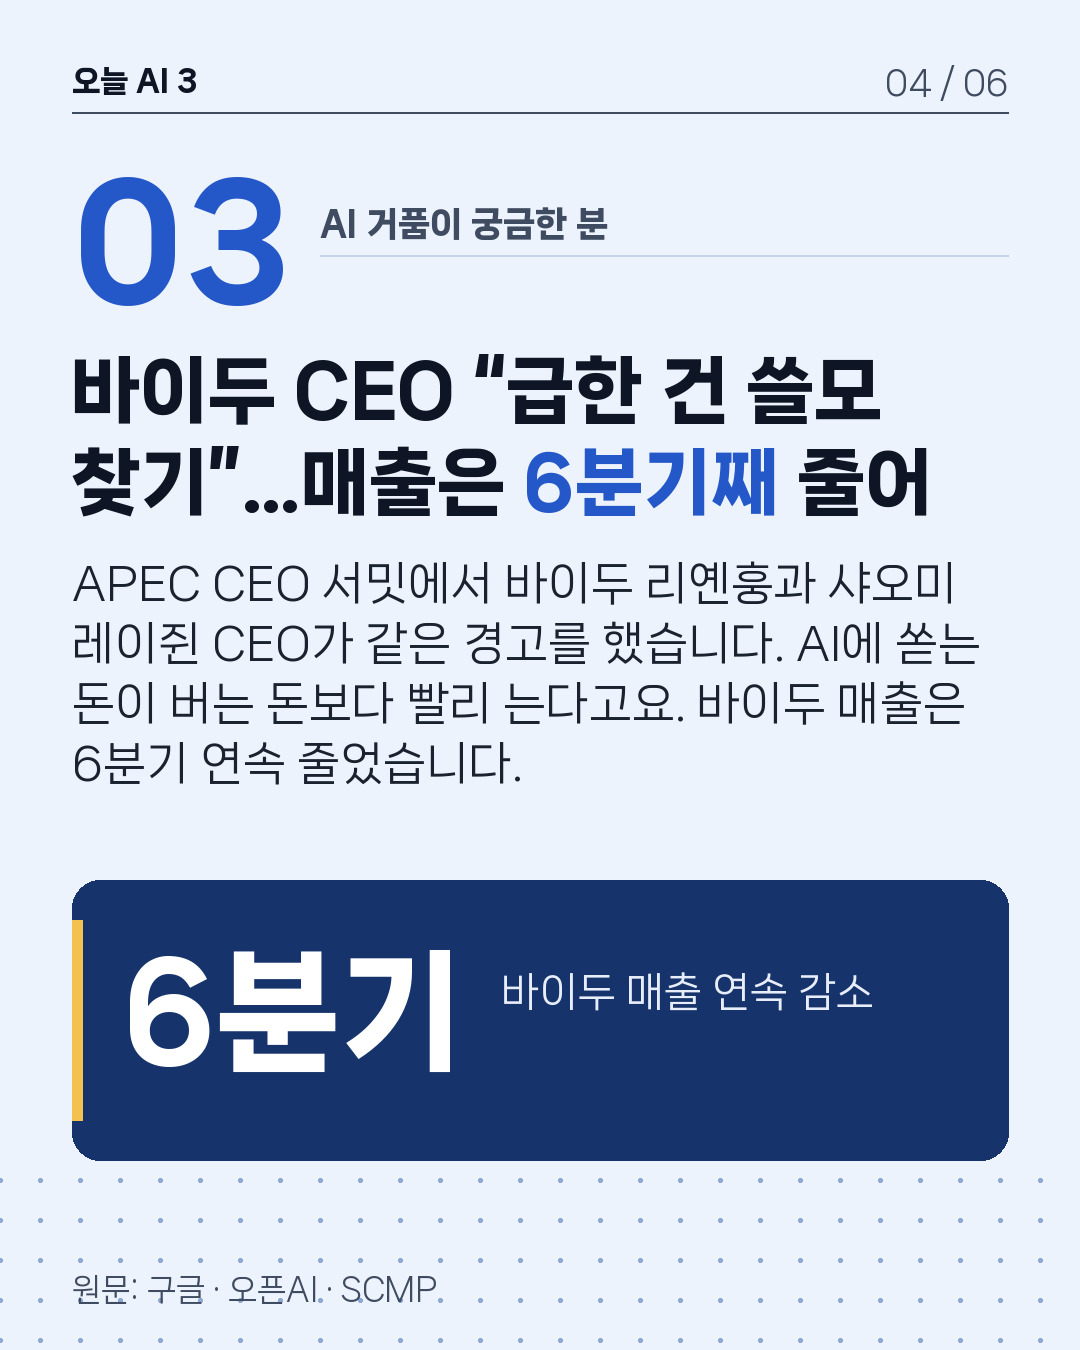 오늘 AI 3
04 / 06
03
AI 거품이 궁금한 분
바이두 CEO "급한 건 쓸모
찾기"...매출은 6분기째 줄어
APEC CEO 서밋에서 바이두 리옌훙과 샤오미
레이쥔 CEO가 같은 경고를 했습니다. AI에 쏟는
돈이 버는 돈보다 빨리 는다고요. 바이두 매출은
6분기 연속 줄었습니다.
6분기
바이두 매출 연속 감소
원문: 구글 · 오픈AI · SCMP